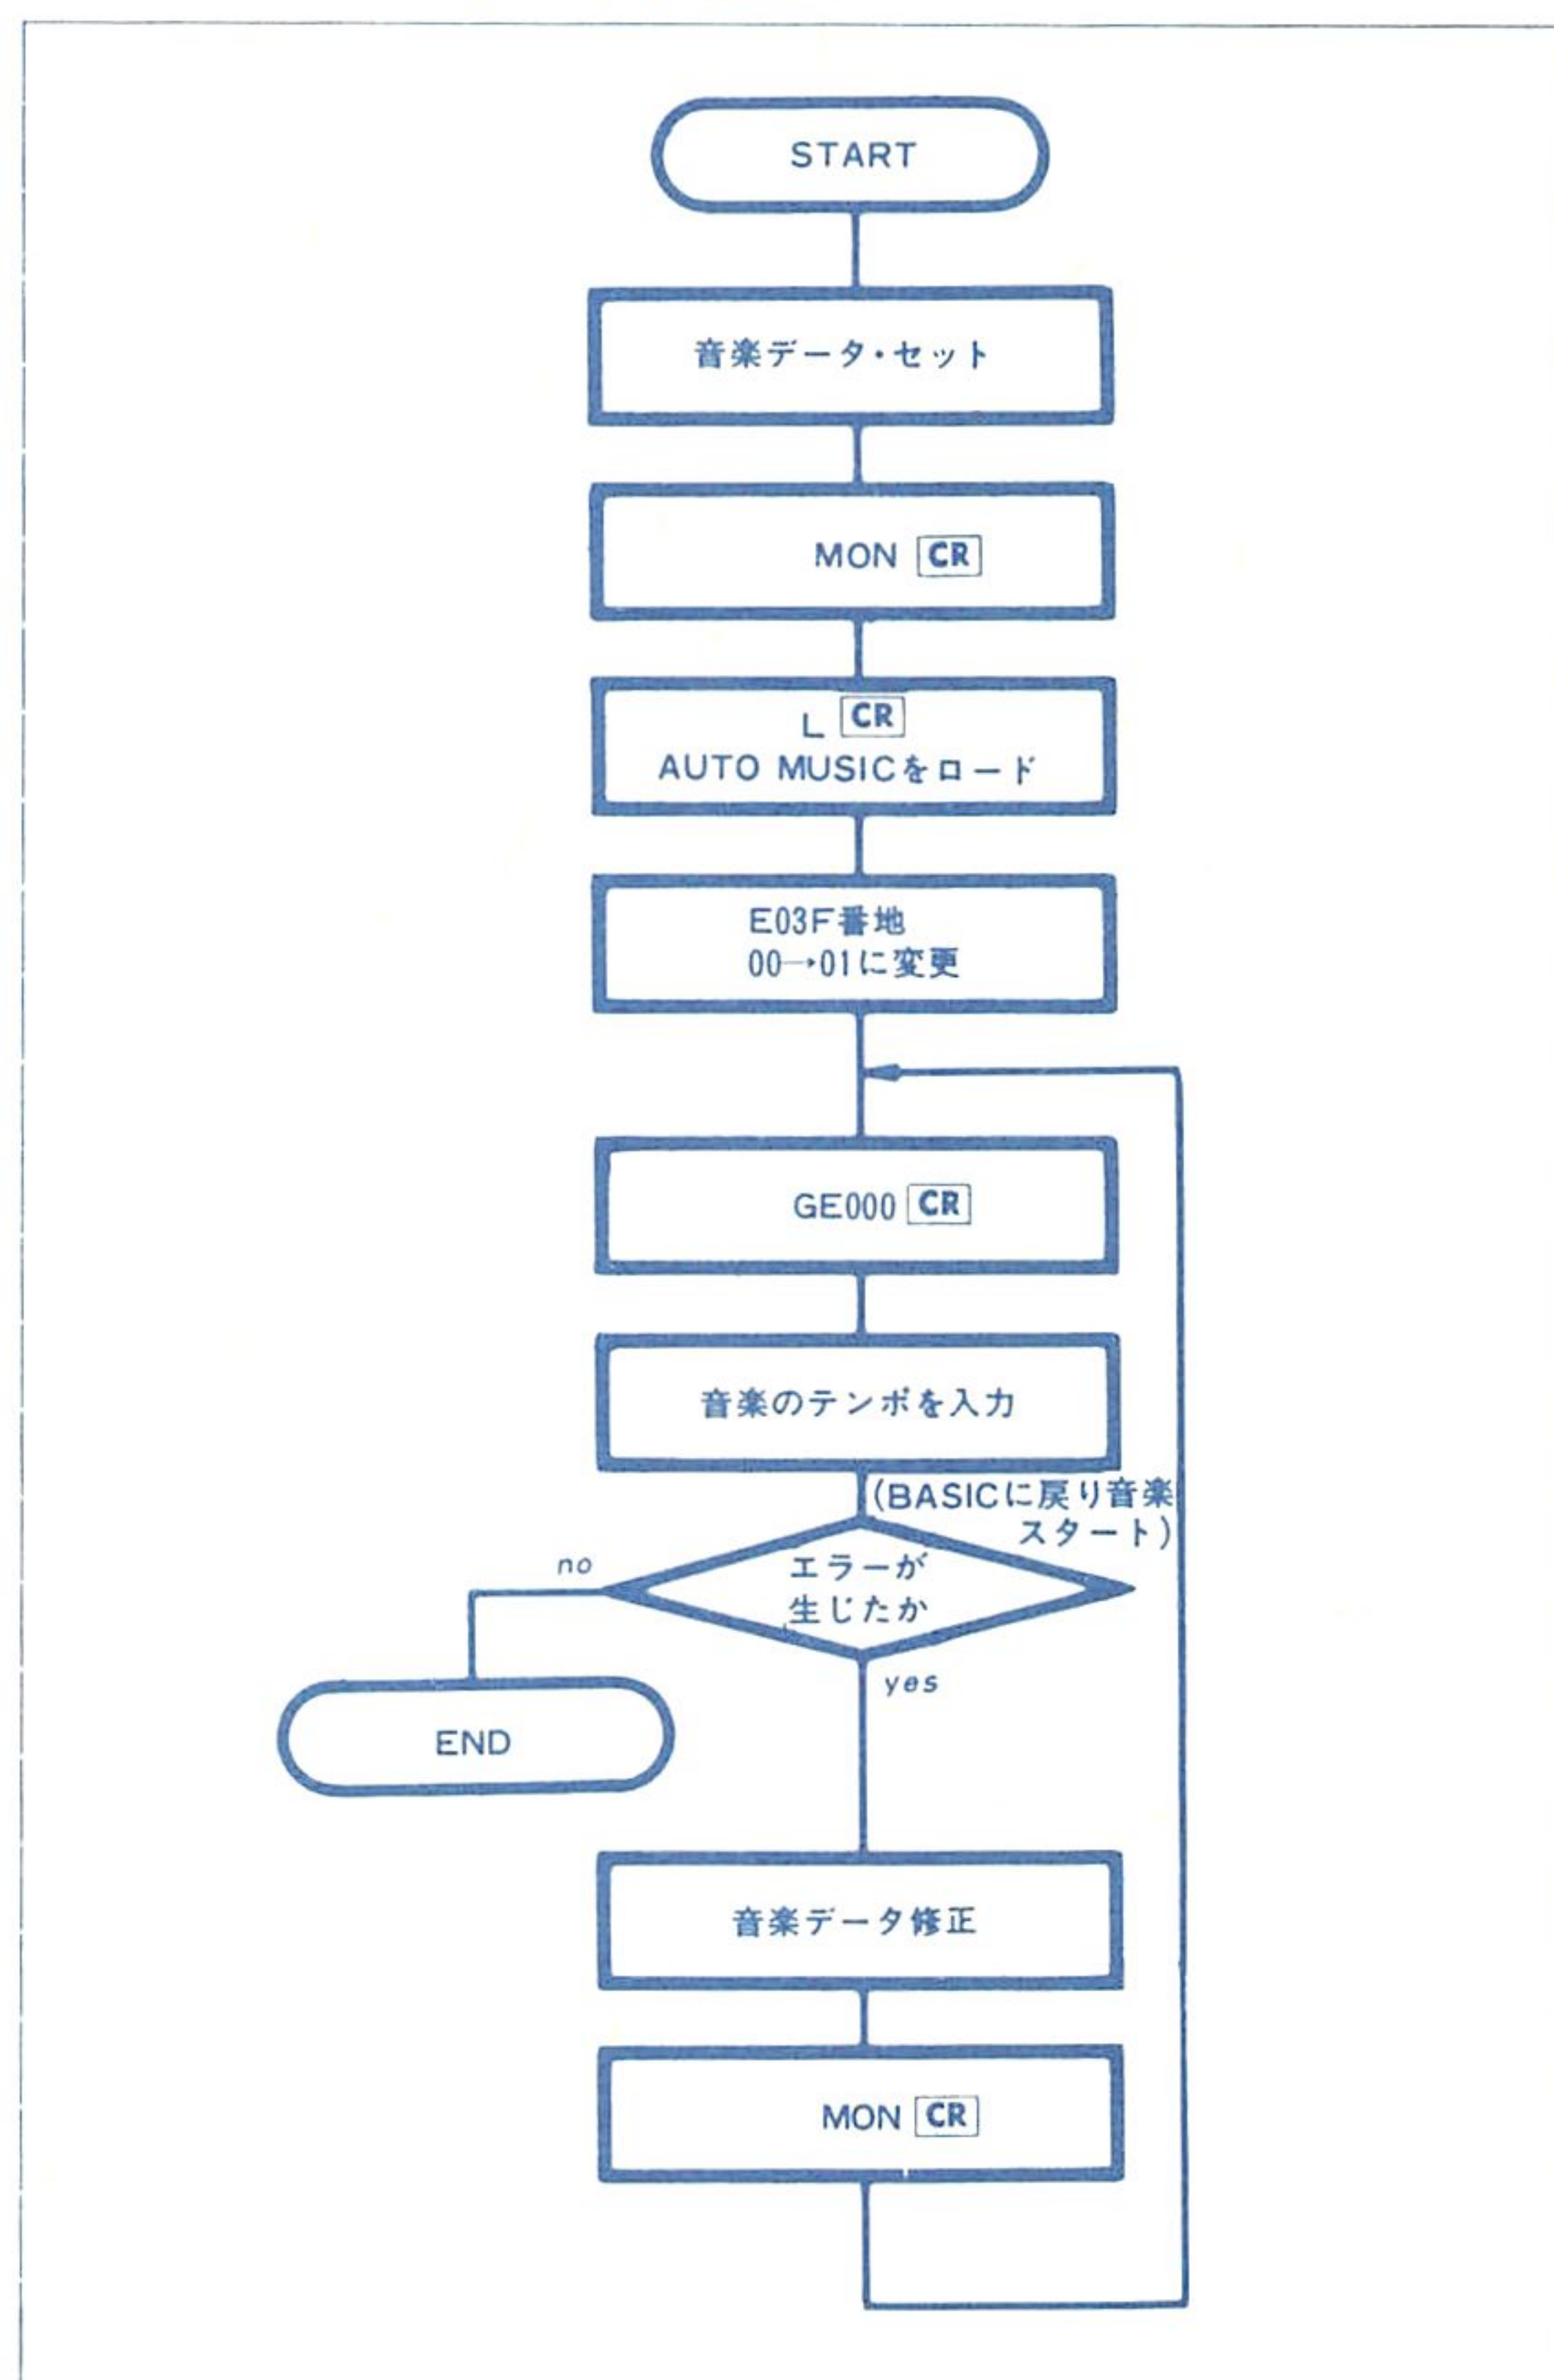 START
音楽データ・セット
MON CR
L CR
AUTO MUSICをロード
E03F番地
00→01に変更
GE000 CR
音楽のテンポを入力
(BASICに戻り音楽
スタート)
エラーが
生じたか
no
yes
END
音楽データ修正
MON CR